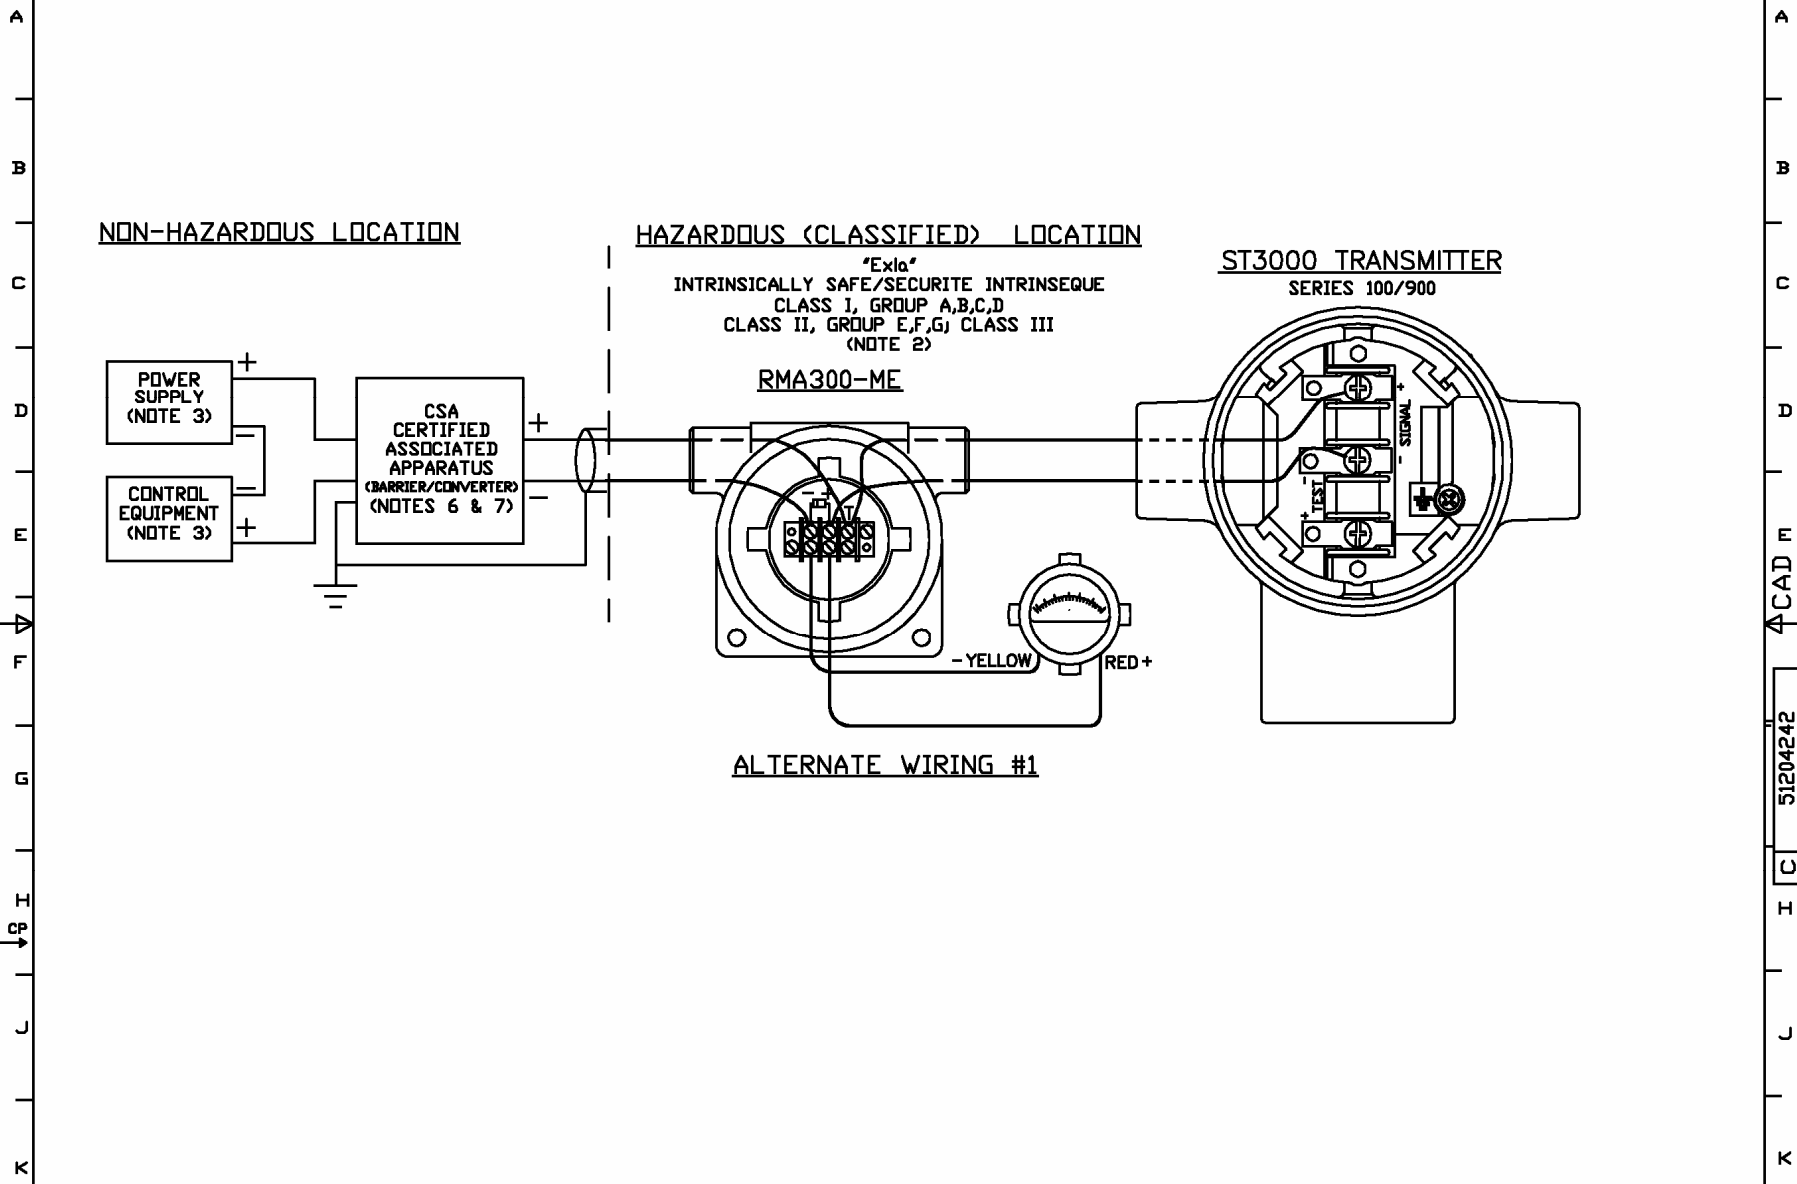 A
A
B
B
NON-HAZARDOUS LOCATION
HAZARDOUS (CLASSIFIED) LOCATION
"ExIa"
INTRINSICALLY SAFE/SECURITE INTRINSEQUE
CLASS I, GROUP A,B,C,D
CLASS II, GROUP E,F,G; CLASS III
(NOTE 2)
ST3000 TRANSMITTER
SERIES 100/900
C
C
RMA300-ME
D
D
+
POWER
SUPPLY
(NOTE 3)
-
-
CONTROL
EQUIPMENT
(NOTE 3)
+
CSA
CERTIFIED
ASSOCIATED
APPARATUS
(BARRIER/CONVERTER)
(NOTES 6 & 7)
+
-
- +
T
+
SIGNAL
-
-
TEST
+
E
E
CAD
F
- YELLOW
RED +
ALTERNATE WIRING #1
G
51204242
C
H
H
CP
J
J
K
K